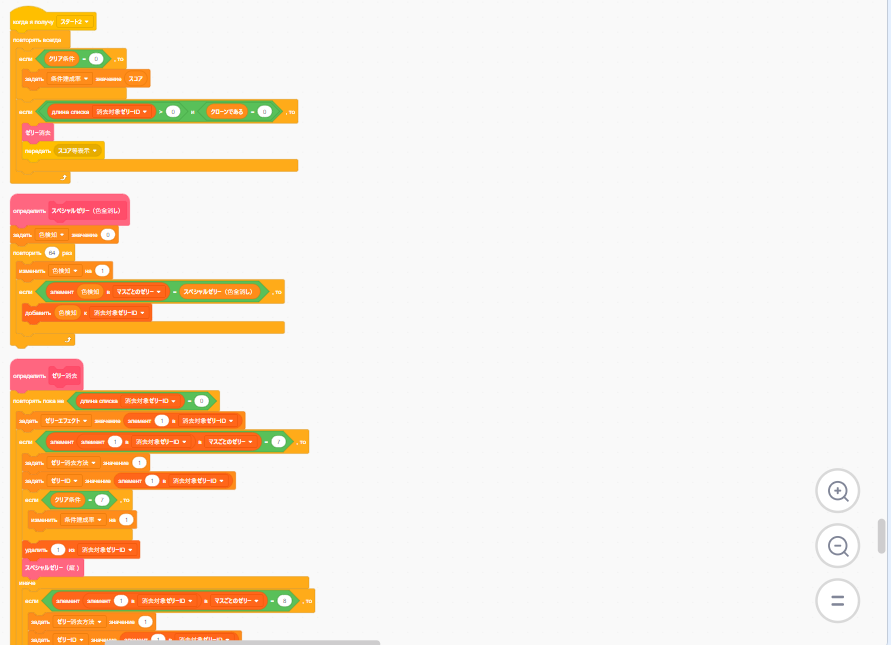 когда я получу スタート2
повторять всегда
если クリア条件 = 0 , то
задать 条件達成率 значение スコア
если длина списка 消去対象ゼリーID > 0 и クローンである = 0 , то
ゼリー消去
передать スコア等表示
определить スペシャルゼリー（色全消し）
задать 色検知 значение 0
повторить 64 раз
изменить 色検知 на 1
если элемент 色検知 в マスごとのゼリー = スペシャルゼリー（色全消し） , то
добавить 色検知 в 消去対象ゼリーID
определить ゼリー消去
повторять пока не длина списка 消去対象ゼリーID = 0
задать ゼリーエフェクト значение элемент 1 в 消去対象ゼリーID
если элемент элемент 1 в 消去対象ゼリーID в マスごとのゼリー = 7 , то
задать ゼリー消去方法 значение 1
задать ゼリーID значение элемент 1 в 消去対象ゼリーID
если クリア条件 = 7 , то
изменить 条件達成率 на 1
удалить 1 из 消去対象ゼリーID
スペシャルゼリー（縦）
иначе
если элемент элемент 1 в 消去対象ゼリーID в マスごとのゼリー = 8 , то
задать ゼリー消去方法 значение 1
задать ゼリーID значение элемент 1 в 消去対象ゼリーID